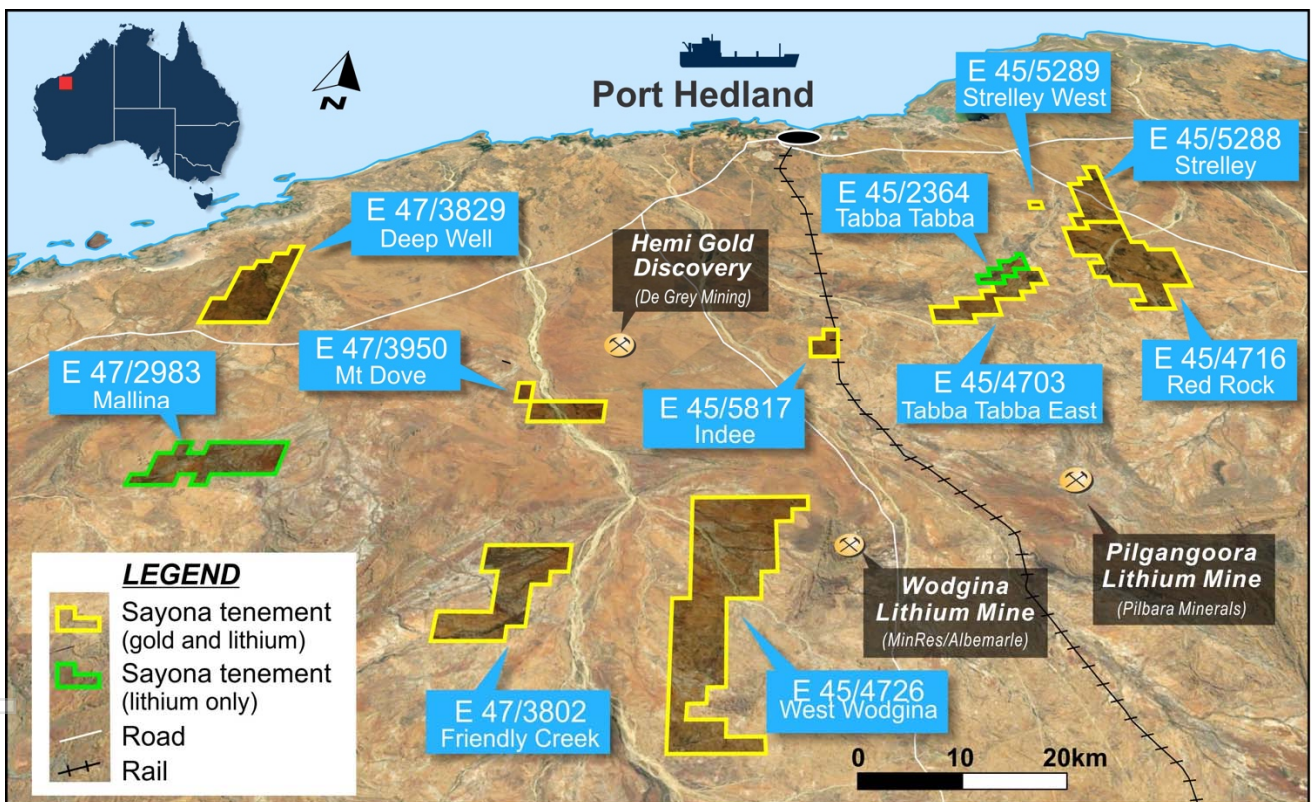 N
Port Hedland
E 45/5289
Strelley West
E 45/5288
Strelley
E 45/2364
Tabba Tabba
E 47/3829
Deep Well
Hemi Gold
Discovery
(De Grey Mining)
E 47/3950
Mt Dove
E 47/2983
Mallina
E 45/5817
Indee
E 45/4703
Tabba Tabba East
E 45/4716
Red Rock
Pilgangoora
Lithium Mine
(Pilbara Minerals)
Wodgina
Lithium Mine
(MinRes/Albemarle)
E 47/3802
Friendly Creek
E 45/4726
West Wodgina
LEGEND
Sayona tenement
(gold and lithium)
Sayona tenement
(lithium only)
Road
Rail
0 10 20km